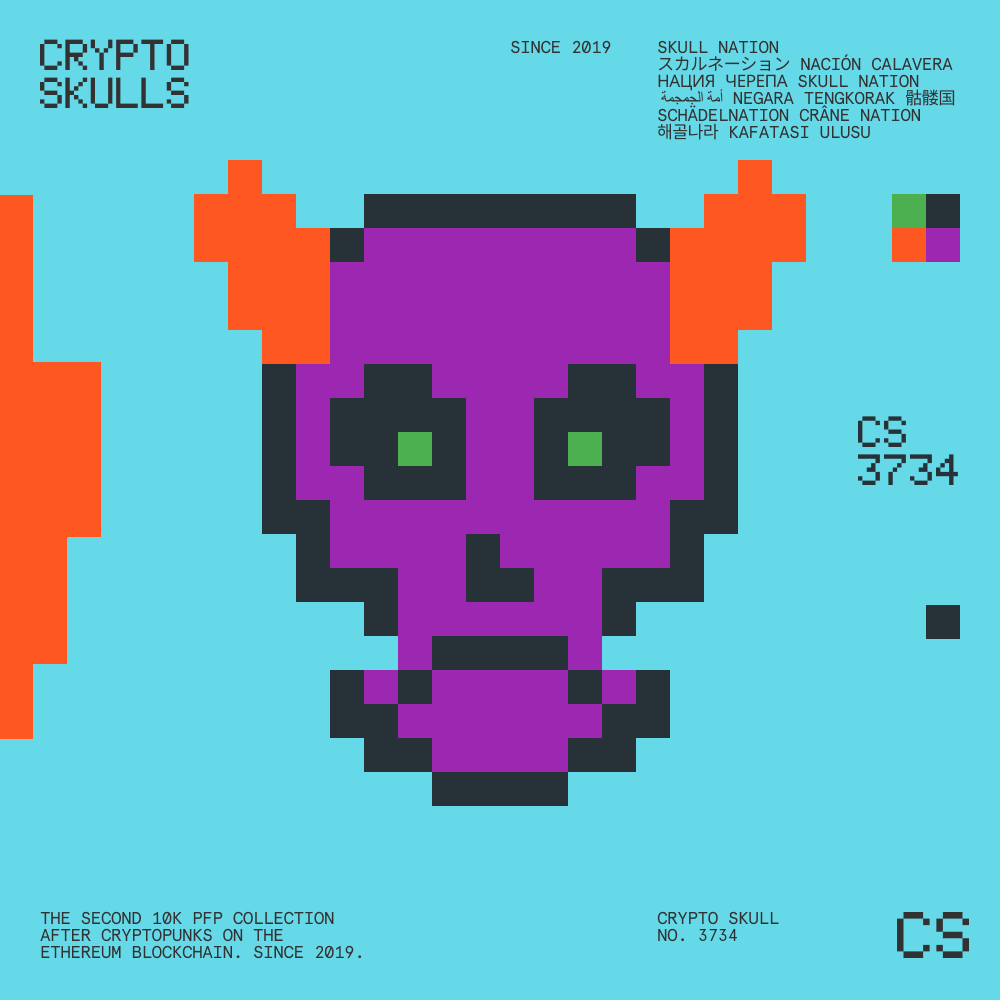 CRYPTO
SKULLS
SINCE 2019
SKULL NATION
スカルネーション NACIÓN CALAVERA
НАЦИЯ ЧЕРЕПА SKULL NATION
أمة الجمجمة NEGARA TENGKORAK 骷髅国
SCHÄDELNATION CRÂNE NATION
해골나라 KAFATASI ULUSU
CS
3734
THE SECOND 10K PFP COLLECTION
AFTER CRYPTOPUNKS ON THE
ETHEREUM BLOCKCHAIN. SINCE 2019.
CRYPTO SKULL
NO. 3734
CS